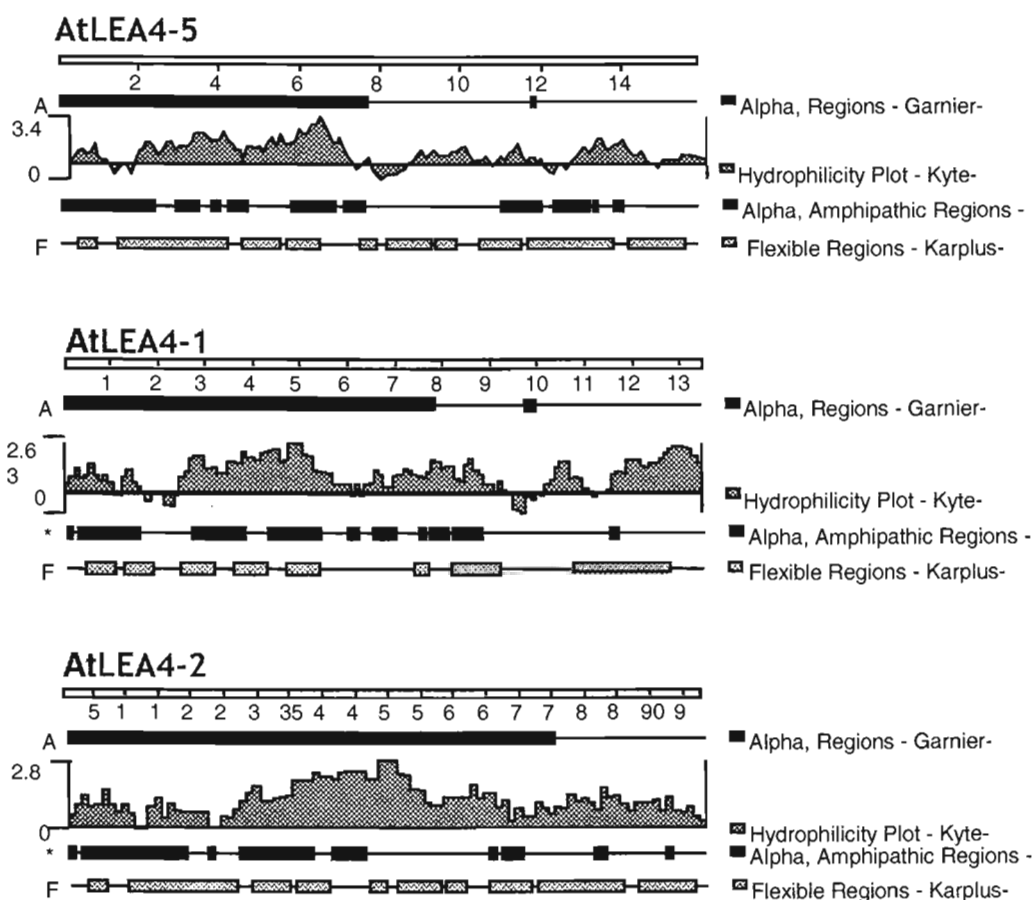 AtLEA4-5
2 4 6 8 10 12 14
A Alpha, Regions - Garnier-
3.4
0 Hydrophilicity Plot - Kyte-
Alpha, Amphipathic Regions -
F Flexible Regions - Karplus-
AtLEA4-1
1 2 3 4 5 6 7 8 9 10 11 12 13
A Alpha, Regions - Garnier-
2.6
3
0 Hydrophilicity Plot - Kyte-
* Alpha, Amphipathic Regions -
F Flexible Regions - Karplus-
AtLEA4-2
5 1 1 2 2 3 35 4 4 5 5 6 6 7 7 8 8 90 9
A Alpha, Regions - Garnier-
2.8
0 Hydrophilicity Plot - Kyte-
* Alpha, Amphipathic Regions -
F Flexible Regions - Karplus-